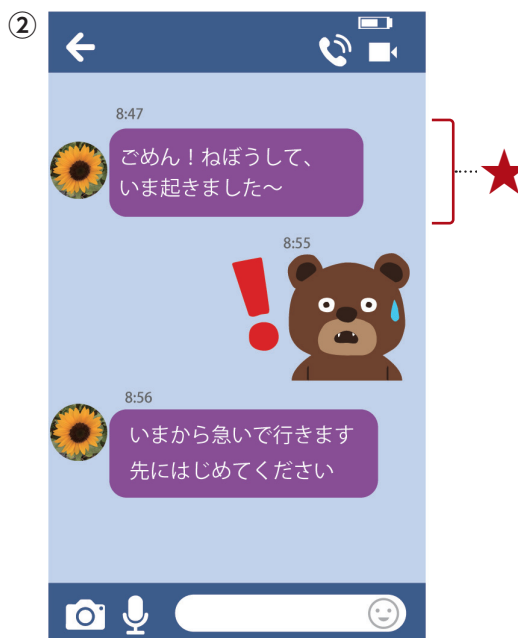 ②
8:47
ごめん！ねぼうして、
いま起きました〜
8:55
8:56
いまから急いで行きます
先にはじめてください